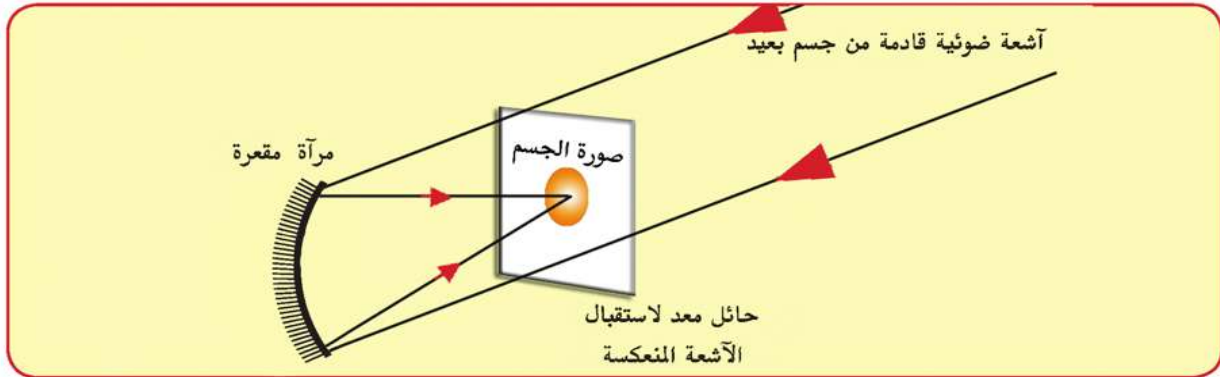 آشعة ضوئية قادمة من جسم بعيد
مرآة مقعرة
صورة الجسم
حائل معد لاستقبال
الآشعة المنعكسة